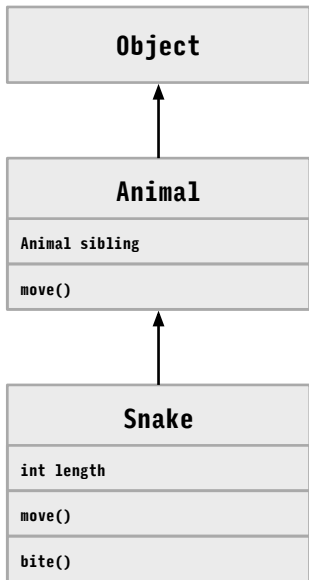 Object
Animal
Animal sibling
move()
Snake
int length
move()
bite()